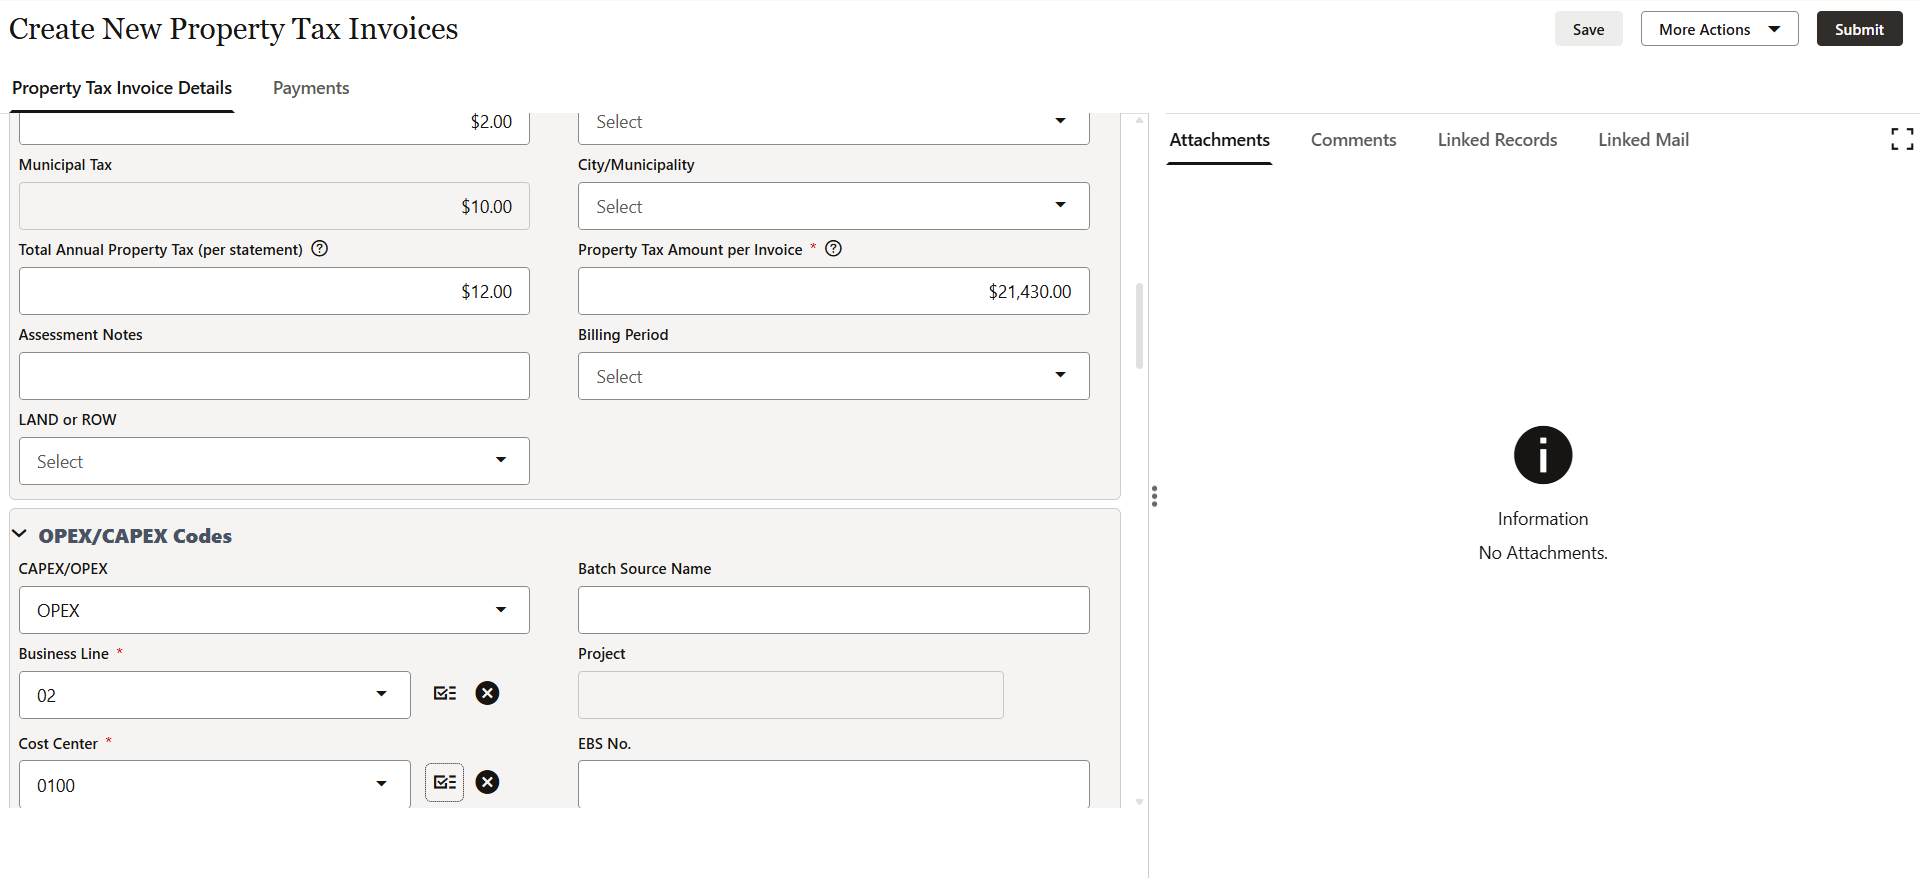 Create New Property Tax Invoices
Save
More Actions
Submit
Property Tax Invoice Details
Payments
$2.00
Select
Municipal Tax
City/Municipality
$10.00
Select
Total Annual Property Tax (per statement)
Property Tax Amount per Invoice *
$12.00
$21,430.00
Assessment Notes
Billing Period
Select
LAND or ROW
Select
OPEX/CAPEX Codes
CAPEX/OPEX
Batch Source Name
OPEX
Business Line *
Project
02
Cost Center *
EBS No.
0100
Attachments
Comments
Linked Records
Linked Mail
Information
No Attachments.